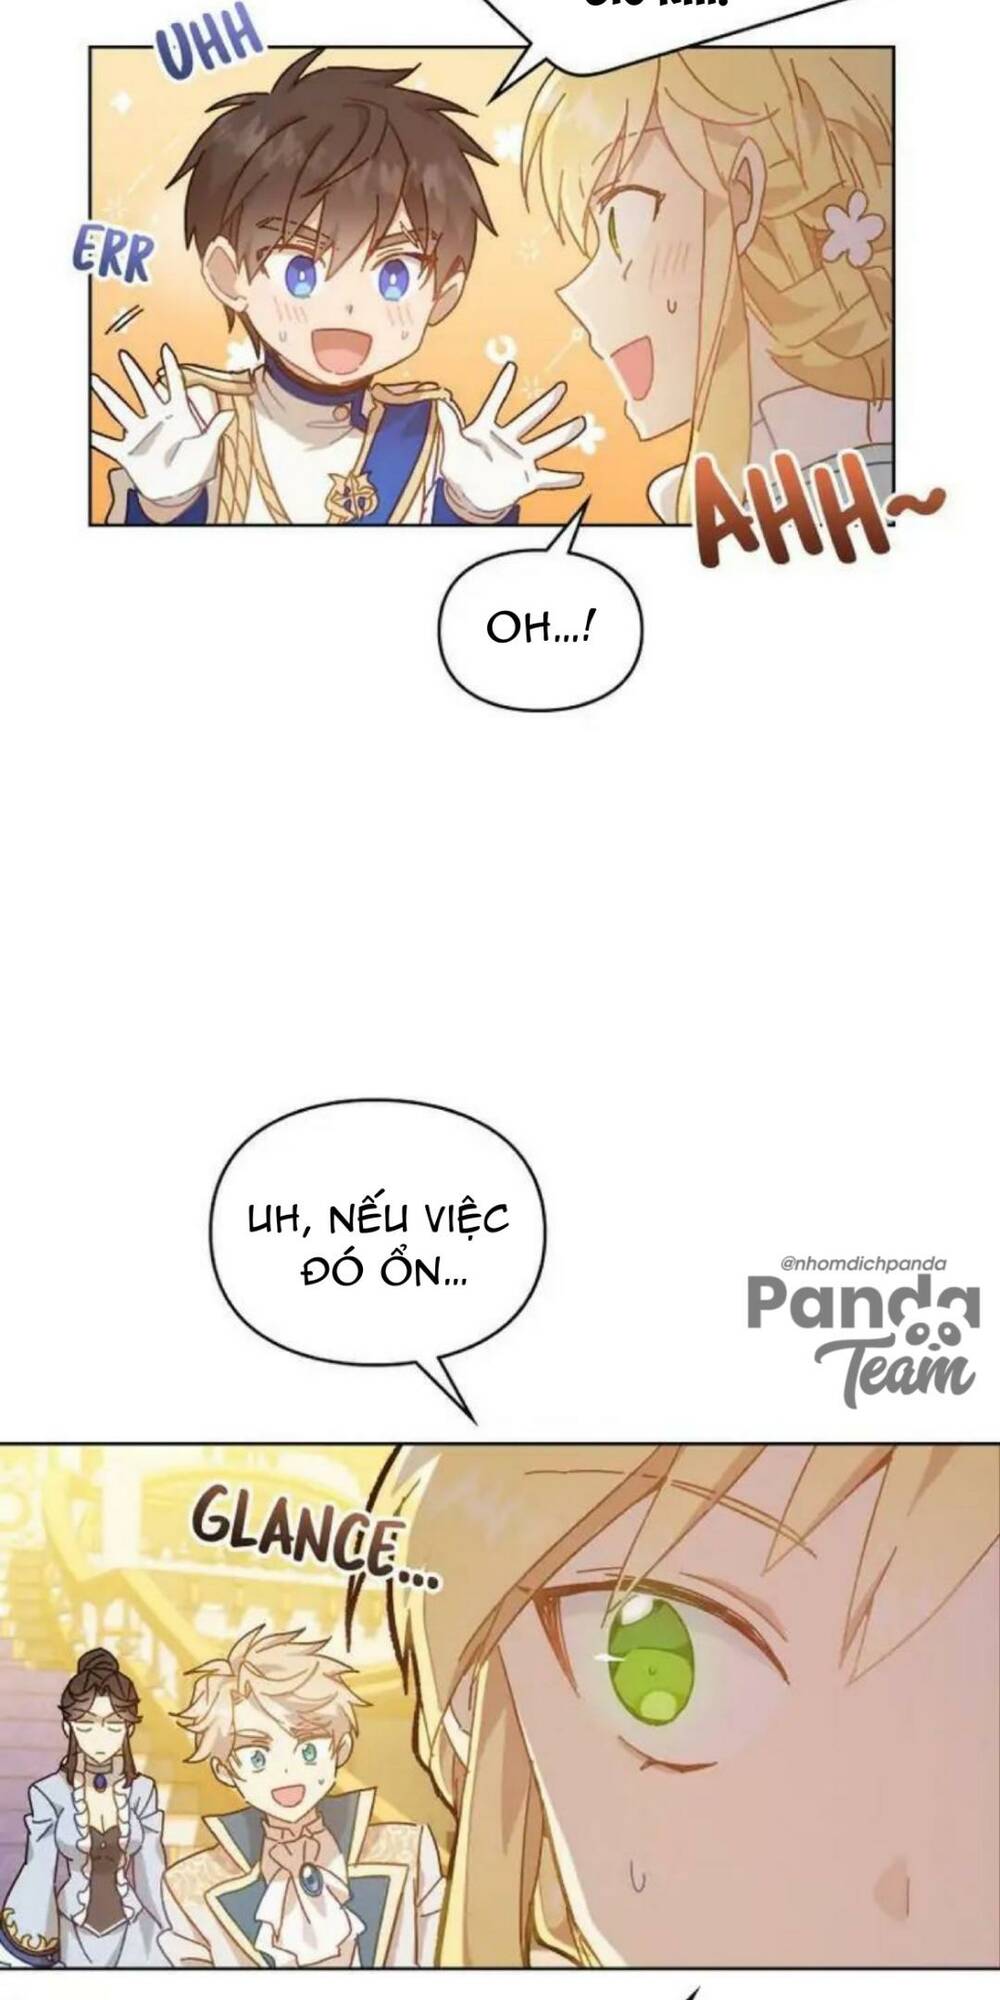 UHH
ERR
AHH~
OH...!
UH, NẾU VIỆC
ĐÓ ỔN...
@nhomdichpanda
Panda
Team
GLANCE...